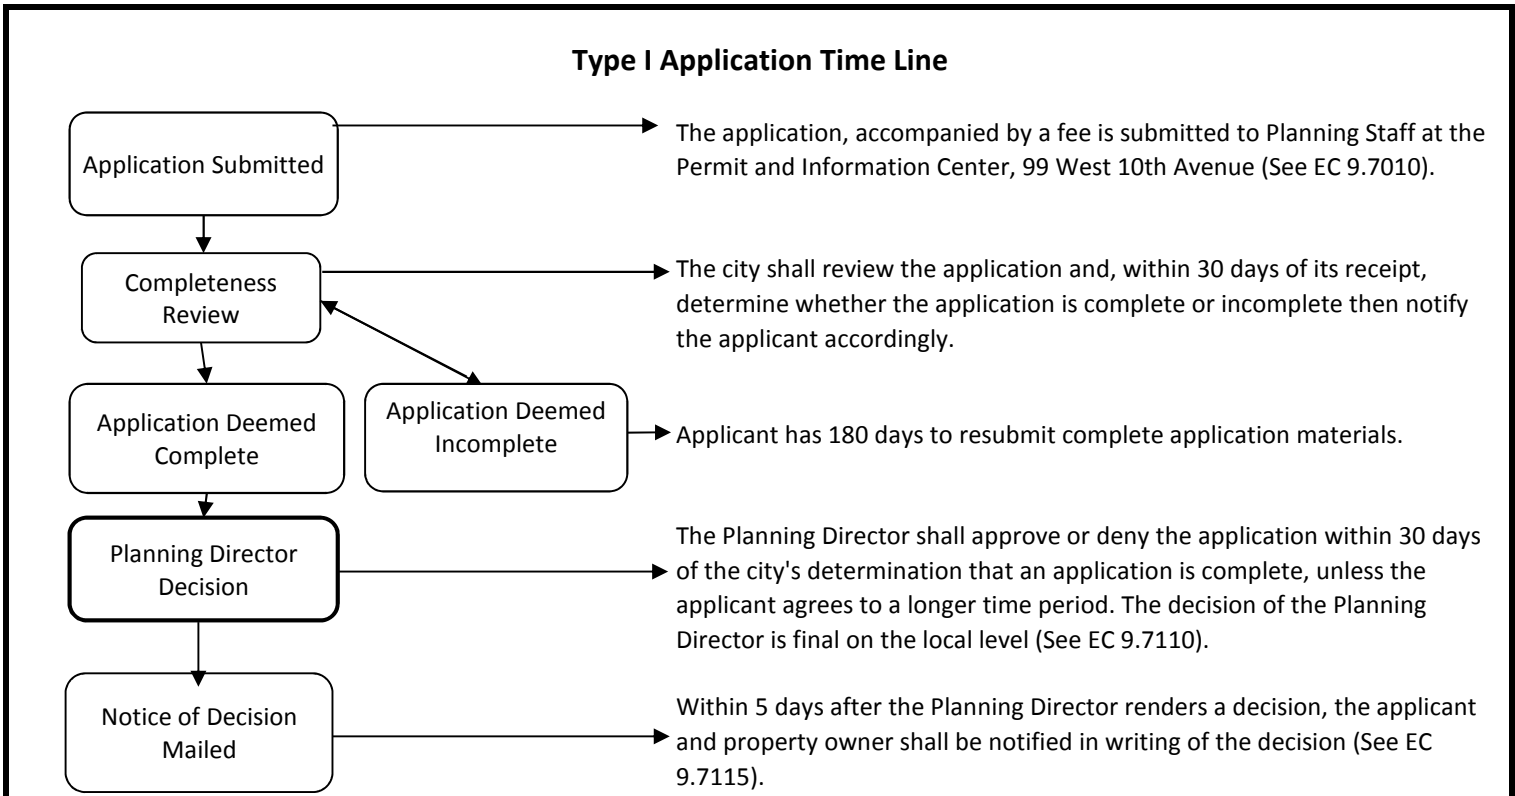 Type I Application Time Line
Application Submitted
The application, accompanied by a fee is submitted to Planning Staff at the
Permit and Information Center, 99 West 10th Avenue (See EC 9.7010).
Completeness
Review
The city shall review the application and, within 30 days of its receipt,
determine whether the application is complete or incomplete then notify
the applicant accordingly.
Application Deemed
Complete
Application Deemed
Incomplete
Applicant has 180 days to resubmit complete application materials.
Planning Director
Decision
The Planning Director shall approve or deny the application within 30 days
of the city's determination that an application is complete, unless the
applicant agrees to a longer time period. The decision of the Planning
Director is final on the local level (See EC 9.7110).
Notice of Decision
Mailed
Within 5 days after the Planning Director renders a decision, the applicant
and property owner shall be notified in writing of the decision (See EC
9.7115).